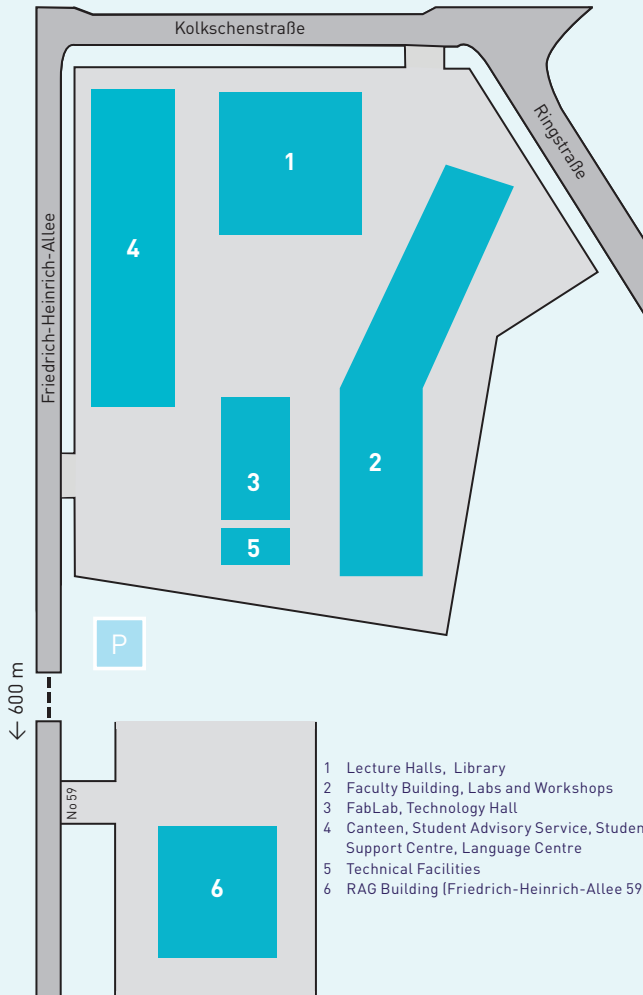 Kolkschenstraße
Ringstraße
Friedrich-Heinrich-Allee
1
4
2
3
5
P
← 600 m
No 59
6
1 Lecture Halls, Library
2 Faculty Building, Labs and Workshops
3 FabLab, Technology Hall
4 Canteen, Student Advisory Service, Studen
Support Centre, Language Centre
5 Technical Facilities
6 RAG Building (Friedrich-Heinrich-Allee 59